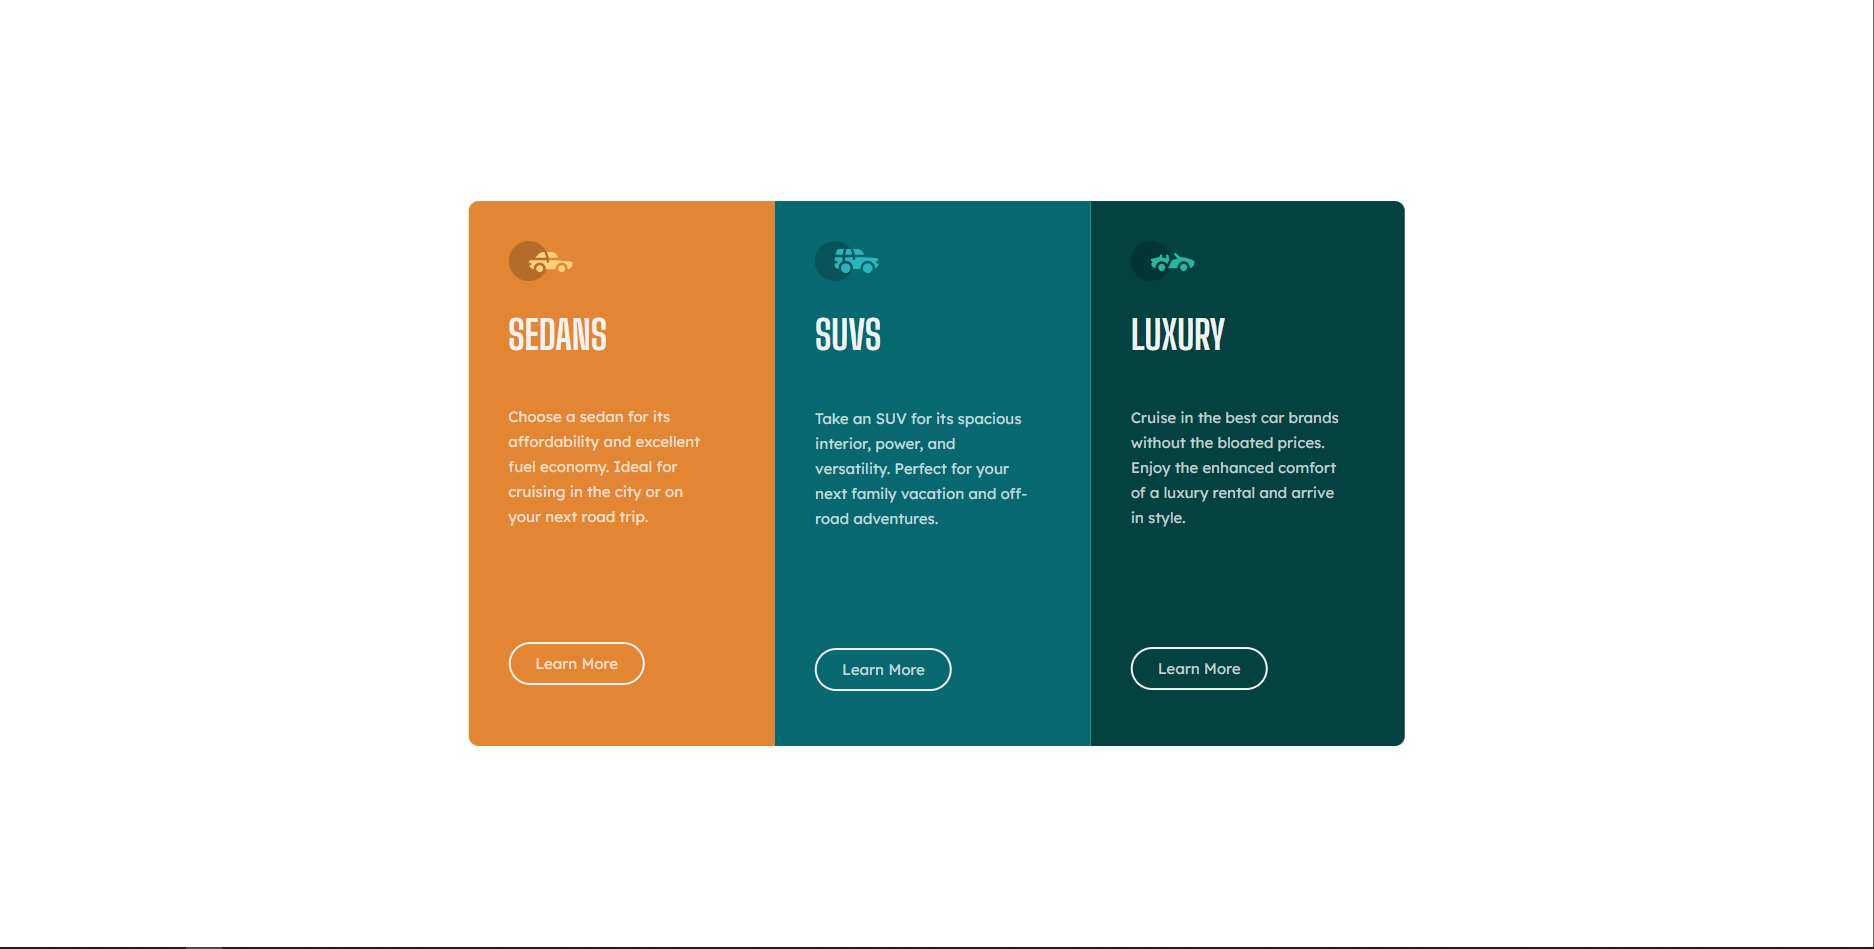 SEDANS
Choose a sedan for its
affordability and excellent
fuel economy. Ideal for
cruising in the city or on
your next road trip.
Learn More
SUVS
Take an SUV for its spacious
interior, power, and
versatility. Perfect for your
next family vacation and off-
road adventures.
Learn More
LUXURY
Cruise in the best car brands
without the bloated prices.
Enjoy the enhanced comfort
of a luxury rental and arrive
in style.
Learn More